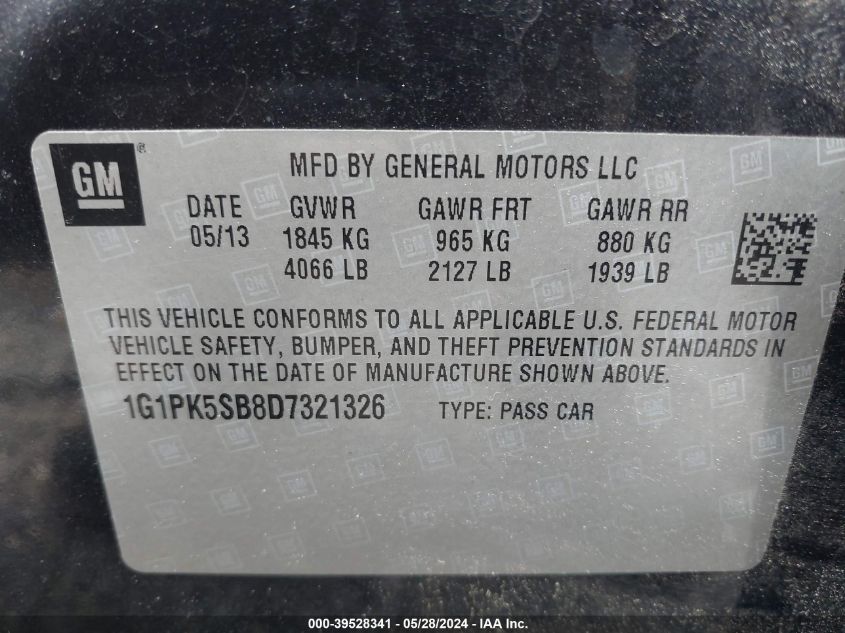 GM ®
MFD BY GENERAL MOTORS LLC
DATE GVWR GAWR FRT GAWR RR
05/13 1845 KG 965 KG 880 KG
4066 LB 2127 LB 1939 LB
THIS VEHICLE CONFORMS TO ALL APPLICABLE U.S. FEDERAL MOTOR
VEHICLE SAFETY, BUMPER, AND THEFT PREVENTION STANDARDS IN
EFFECT ON THE DATE OF MANUFACTURE SHOWN ABOVE.
1G1PK5SB8D7321326 TYPE: PASS CAR
000-39528341 / 05/28/2024 / IAAI.COM